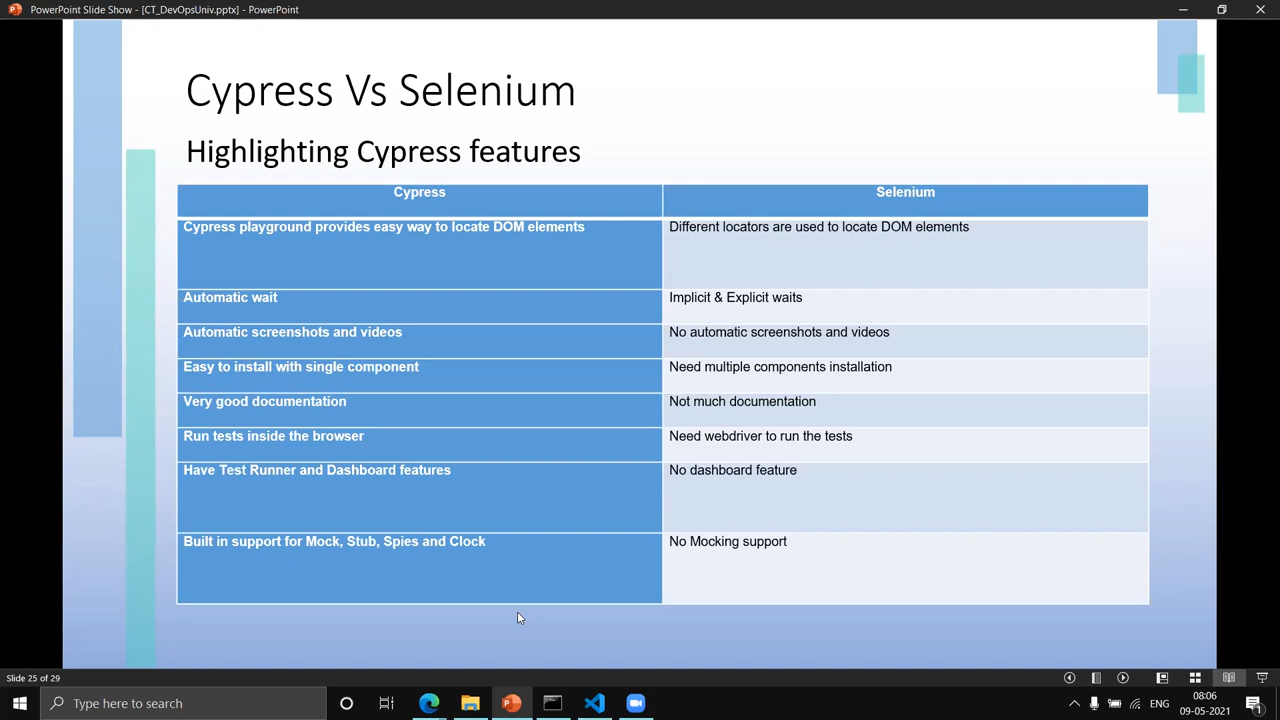 PowerPoint Slide Show - [CT_DevOpsUniv.pptx] - PowerPoint
Cypress Vs Selenium
Highlighting Cypress features
Cypress Selenium
Cypress playground provides easy way to locate DOM elements Different locators are used to locate DOM elements
Automatic wait Implicit & Explicit waits
Automatic screenshots and videos No automatic screenshots and videos
Easy to install with single component Need multiple components installation
Very good documentation Not much documentation
Run tests inside the browser Need webdriver to run the tests
Have Test Runner and Dashboard features No dashboard feature
Built in support for Mock, Stub, Spies and Clock No Mocking support
Slide 25 of 29
Type here to search
ENG
08:06
09-05-2021
1